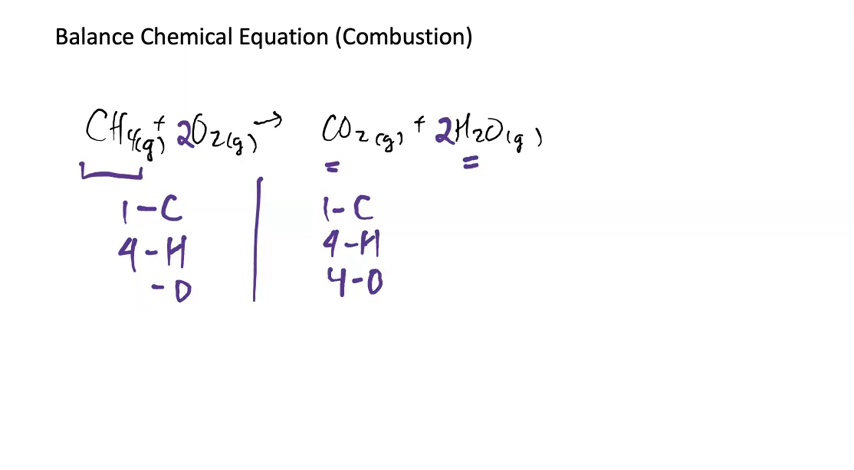 Balance Chemical Equation (Combustion)
CH4(g) + 2O2(g) → CO2(g) + 2H2O(g)
1-C 1-C
4-H 4-H
-O 4-O